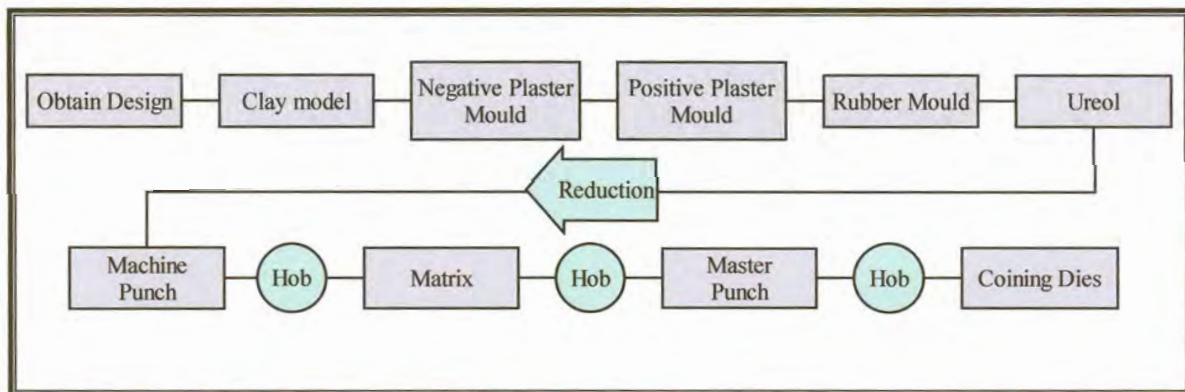 Obtain Design
Clay model
Negative Plaster
Mould
Positive Plaster
Mould
Rubber Mould
Ureol
Reduction
Machine
Punch
Hob
Matrix
Hob
Master
Punch
Hob
Coining Dies